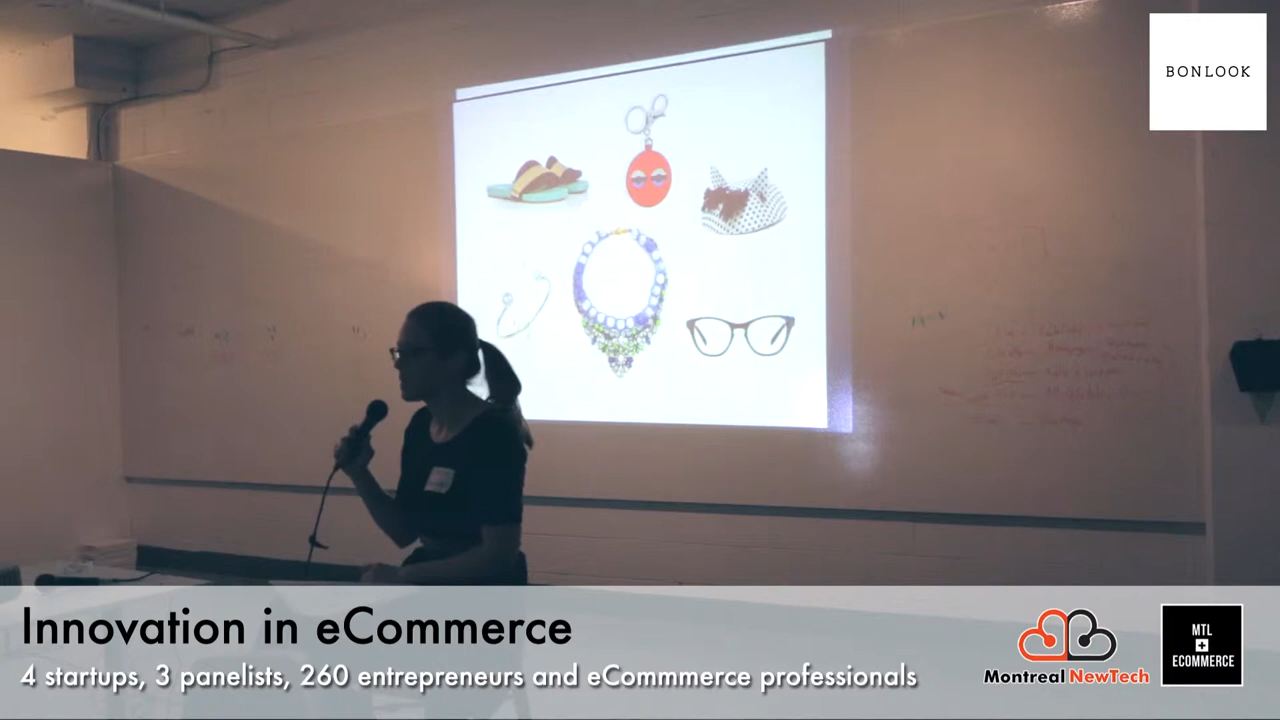 BONLOOK
Innovation in eCommerce
4 startups, 3 panelists, 260 entrepreneurs and eCommmerce professionals
Montreal NewTech
MTL
+
ECOMMERCE